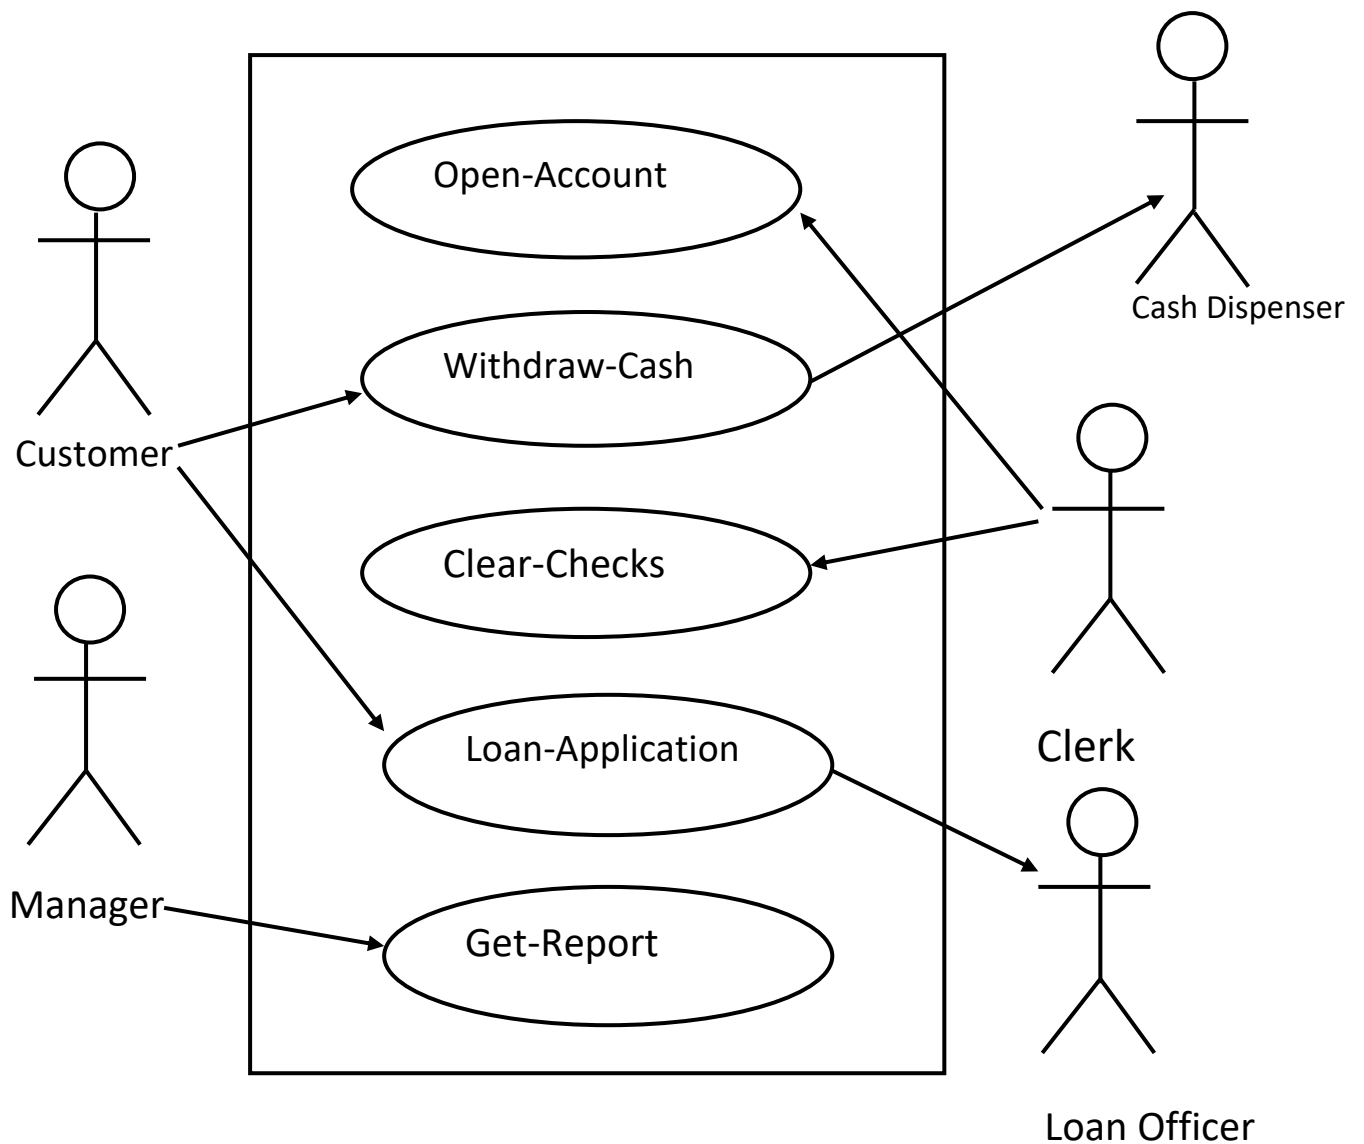 Open-Account
Cash Dispenser
Withdraw-Cash
Customer
Clear-Checks
Loan-Application
Clerk
Manager
Get-Report
Loan Officer